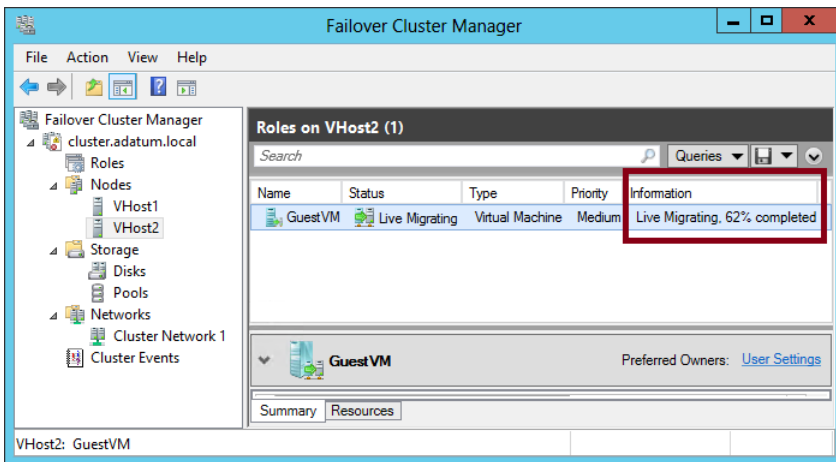 Failover Cluster Manager
File Action View Help
Failover Cluster Manager
cluster.adatum.local
Roles
Nodes
VHost1
VHost2
Storage
Disks
Pools
Networks
Cluster Network 1
Cluster Events
Roles on VHost2 (1)
Search Queries
Name Status Type Priority Information
GuestVM Live Migrating Virtual Machine Medium Live Migrating, 62% completed
GuestVM Preferred Owners: User Settings
Summary Resources
VHost2: GuestVM